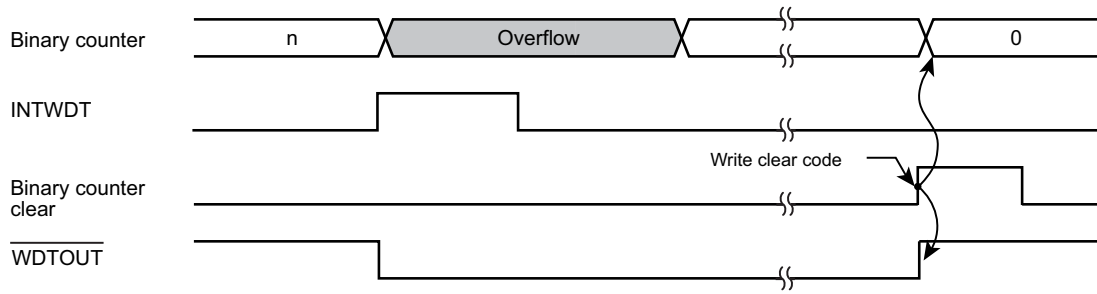 Binary counter
n
Overflow
0
INTWDT
Write clear code
Binary counter
clear
WDTOUT